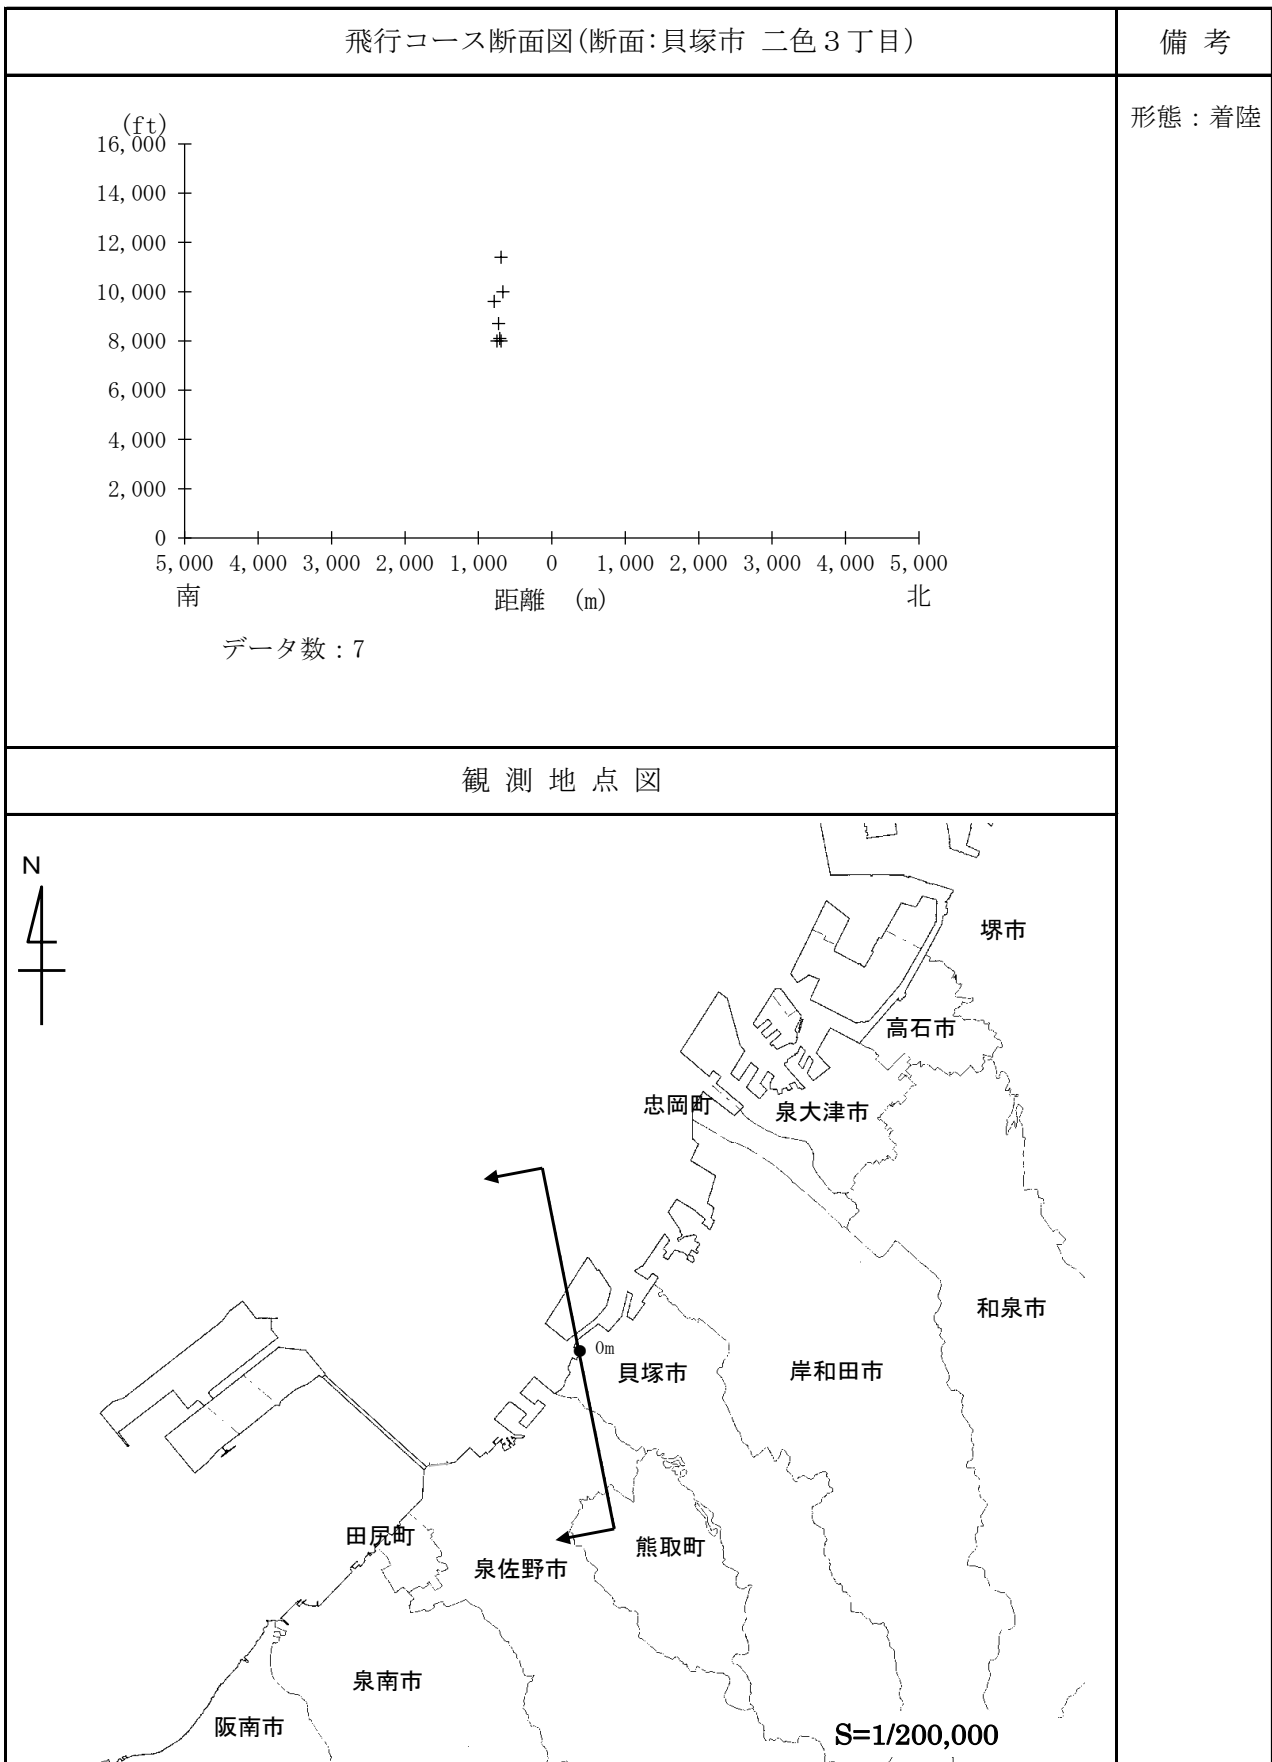 飛行コース断面図(断面:貝塚市 二色３丁目)
備 考
形態：着陸
(ft)
16,000
14,000
12,000
10,000
8,000
6,000
4,000
2,000
0
5,000 4,000 3,000 2,000 1,000 0 1,000 2,000 3,000 4,000 5,000
南 距離 (m) 北
データ数：7
観 測 地 点 図
N
堺市
高石市
忠岡町
泉大津市
和泉市
0m
貝塚市
岸和田市
田尻町
泉佐野市
熊取町
泉南市
阪南市
S=1/200,000